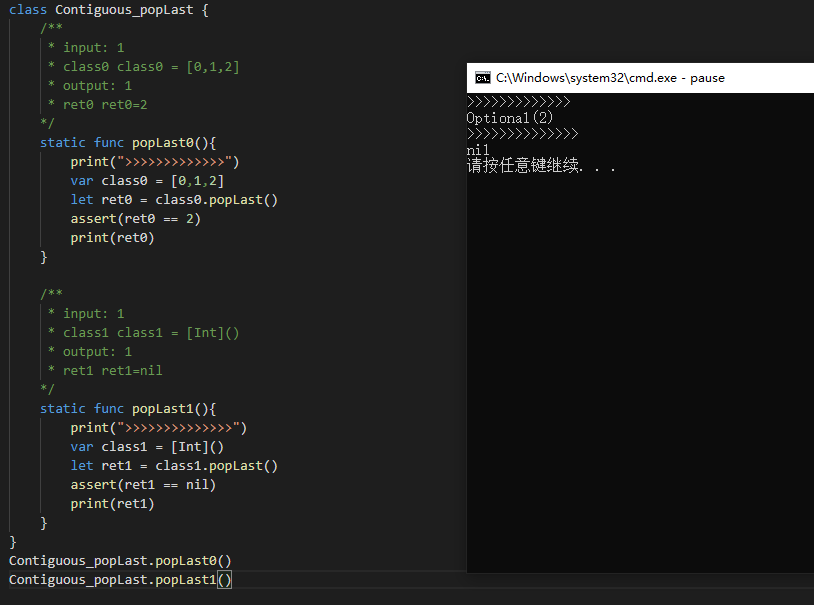 class Contiguous_popLast {
/**
* input: 1
* class0 class0 = [0,1,2]
* output: 1
* ret0 ret0=2
*/
static func popLast0(){
print(">>>>>>>>>>>>>")
var class0 = [0,1,2]
let ret0 = class0.popLast()
assert(ret0 == 2)
print(ret0)
}
/**
* input: 1
* class1 class1 = [Int]()
* output: 1
* ret1 ret1=nil
*/
static func popLast1(){
print(">>>>>>>>>>>>>>")
var class1 = [Int]()
let ret1 = class1.popLast()
assert(ret1 == nil)
print(ret1)
}
}
Contiguous_popLast.popLast0()
Contiguous_popLast.popLast1()
C:\Windows\system32\cmd.exe - pause
>>>>>>>>>>>>>
Optional(2)
>>>>>>>>>>>>>>
nil
请按任意键继续. . .